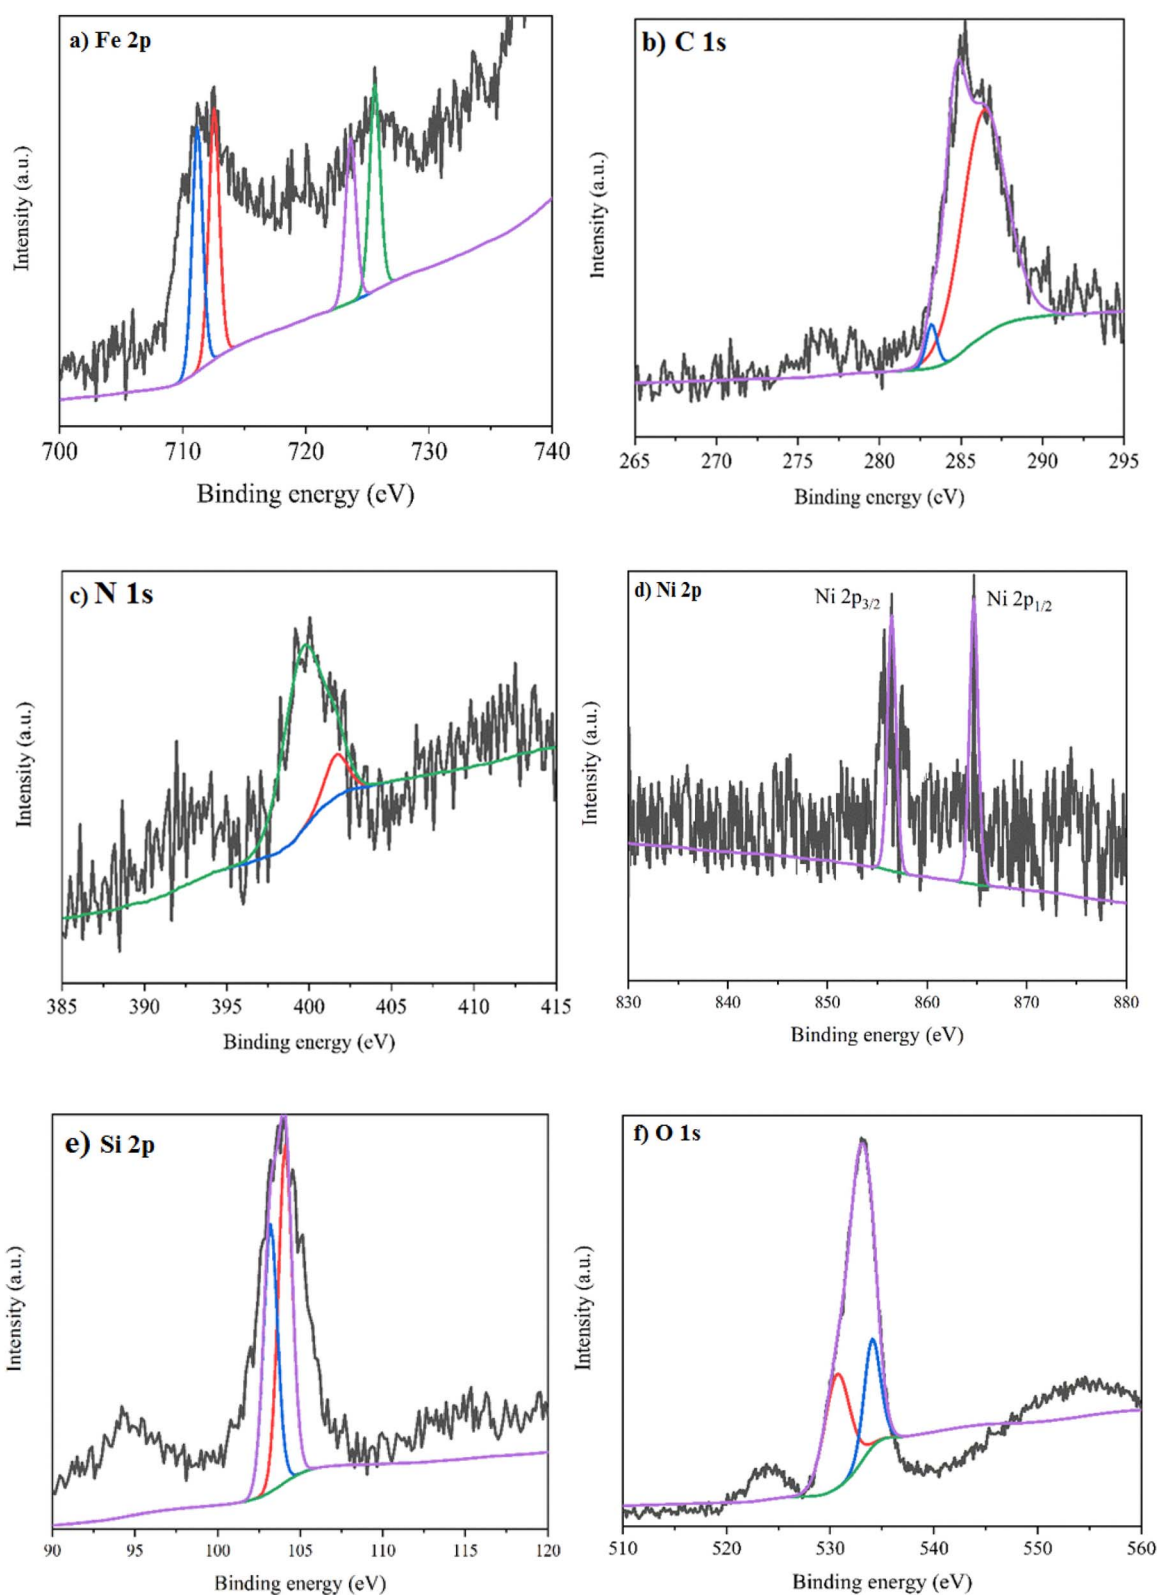 a) Fe 2p
Intensity (a.u.)
700 710 720 730 740
Binding energy (eV)
b) C 1s
Intensity (a.u.)
265 270 275 280 285 290 295
Binding energy (eV)
c) N 1s
Intensity (a.u.)
385 390 395 400 405 410 415
Binding energy (eV)
d) Ni 2p
Ni 2p3/2
Ni 2p1/2
Intensity (a.u.)
830 840 850 860 870 880
Binding energy (eV)
e) Si 2p
Intensity (a.u.)
90 95 100 105 110 115 120
Binding energy (eV)
f) O 1s
Intensity (a.u.)
510 520 530 540 550 560
Binding energy (eV)